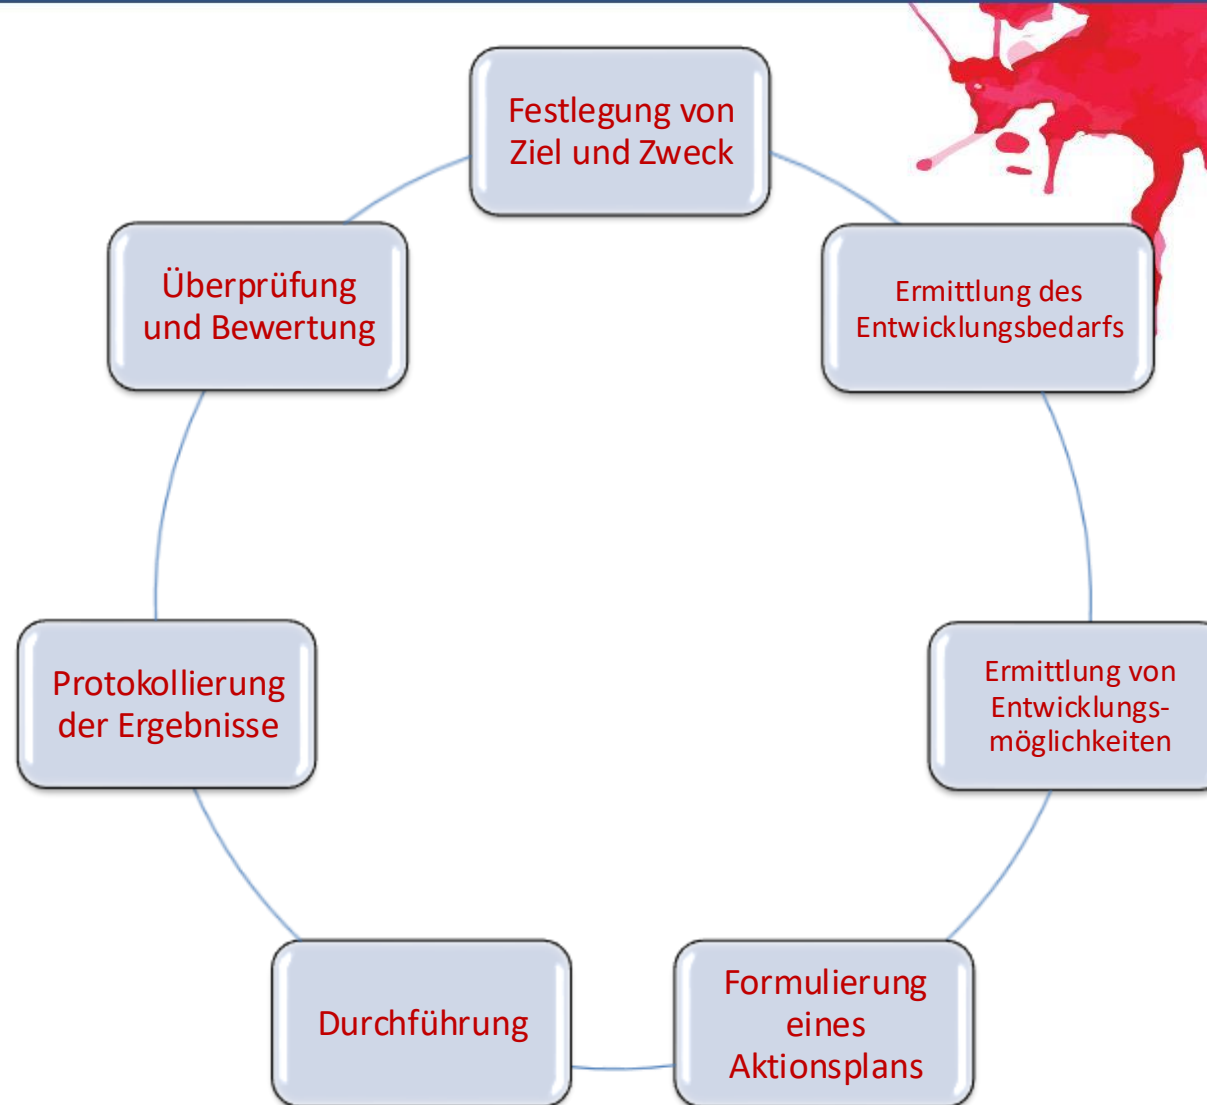 Festlegung von
Ziel und Zweck
Ermittlung des
Entwicklungsbedarfs
Ermittlung von
Entwicklungs-
möglichkeiten
Formulierung
eines
Aktionsplans
Durchführung
Protokollierung
der Ergebnisse
Überprüfung
und Bewertung